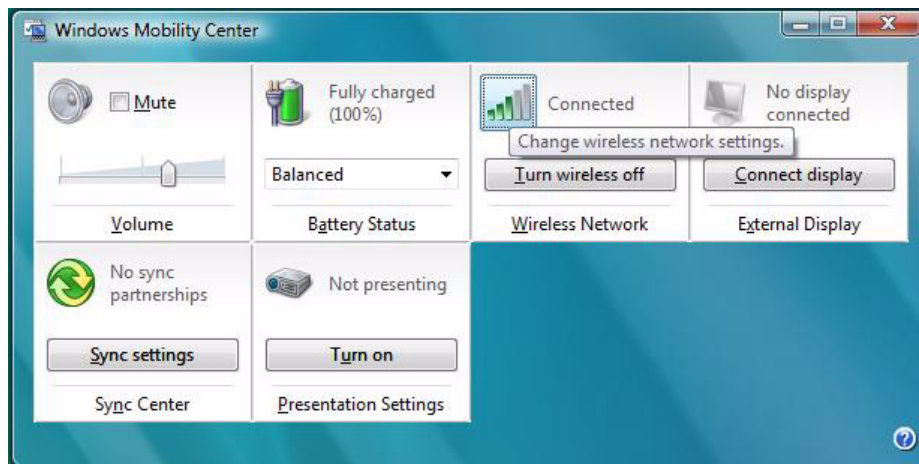 Windows Mobility Center
Mute
Volume
Fully charged
(100%)
Balanced
Battery Status
Connected
Change wireless network settings.
Turn wireless off
Wireless Network
No display
connected
Connect display
External Display
No sync
partnerships
Sync settings
Sync Center
Not presenting
Turn on
Presentation Settings